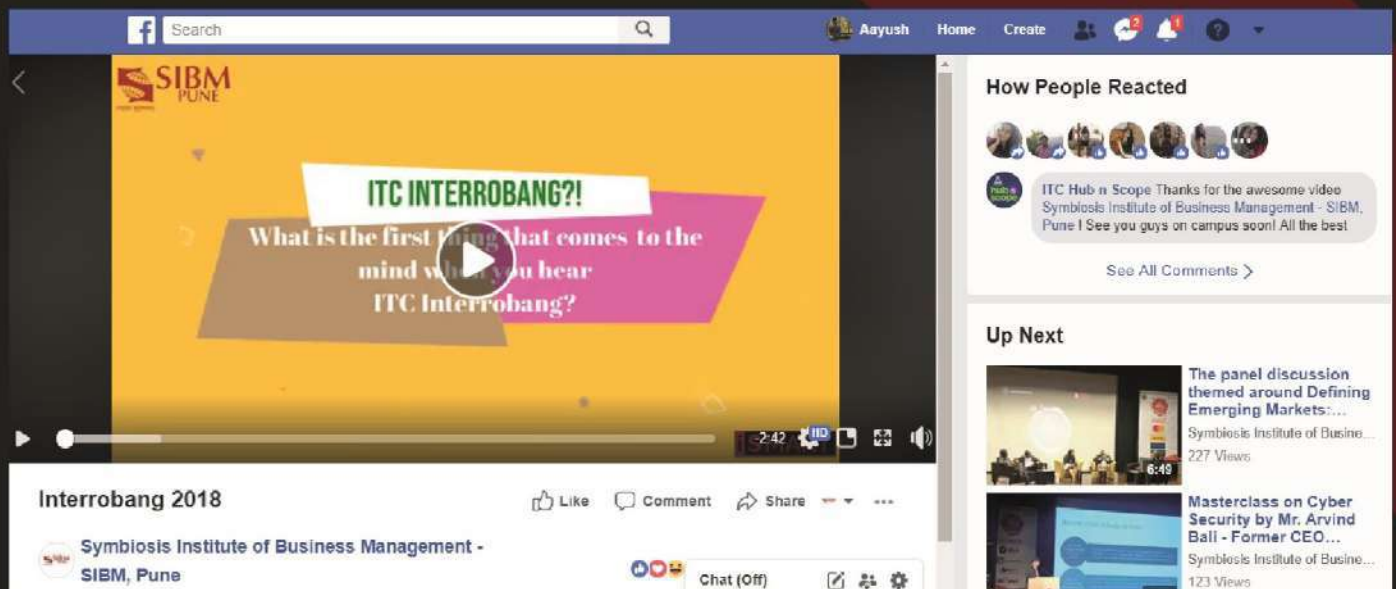 Search
Aayush Home Create 2 1
SIBM
PUNE
ITC INTERROBANG?!
What is the first thing that comes to the
mind when you hear
ITC Interrobang?
-2:42 HD
Interrobang 2018
Like Comment Share
Symbiosis Institute of Business Management -
SIBM, Pune
Chat (Off)
How People Reacted
hub n
scope
ITC Hub n Scope Thanks for the awesome video
Symbiosis Institute of Business Management - SIBM,
Pune ! See you guys on campus soon! All the best
See All Comments
Up Next
The panel discussion
themed around Defining
Emerging Markets:...
Symbiosis Institute of Busine...
227 Views
6:49
Masterclass on Cyber
Security by Mr. Arvind
Bali - Former CEO...
Symbiosis Institute of Busine...
123 Views